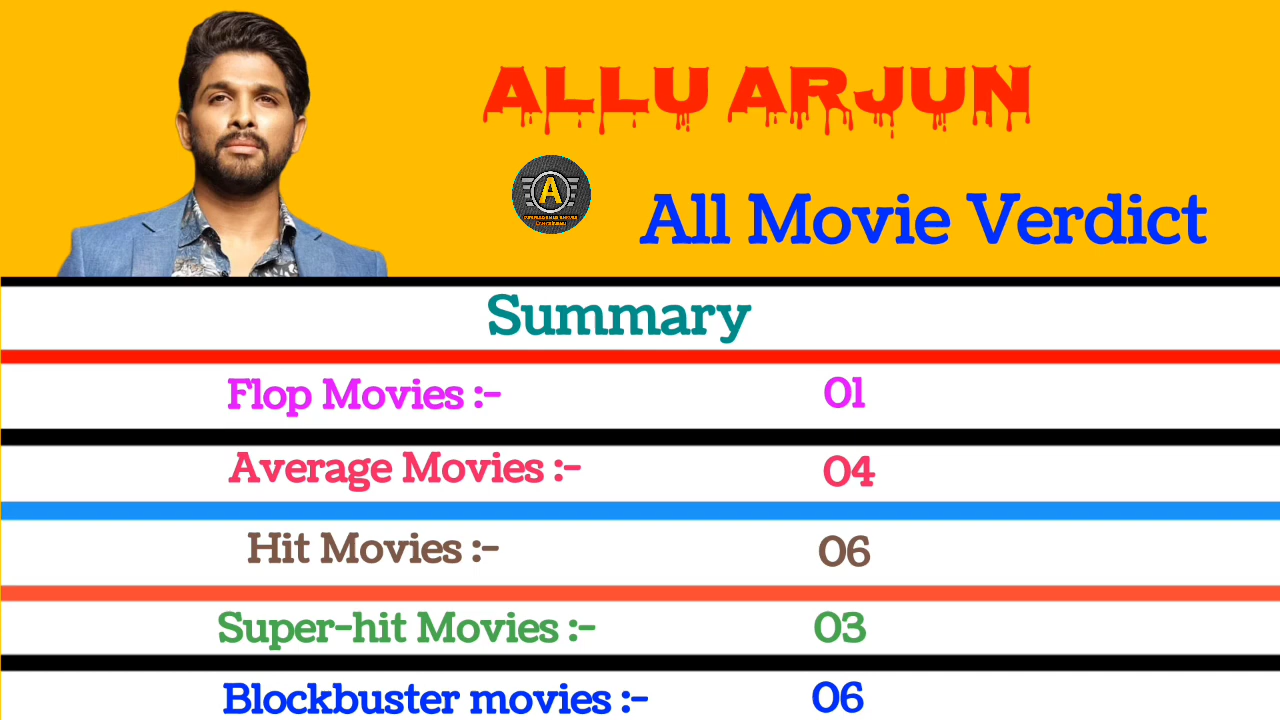 ALLU ARJUN
A
All Movie Verdict
Summary
Flop Movies :- 01
Average Movies :- 04
Hit Movies :- 06
Super-hit Movies :- 03
Blockbuster movies :- 06